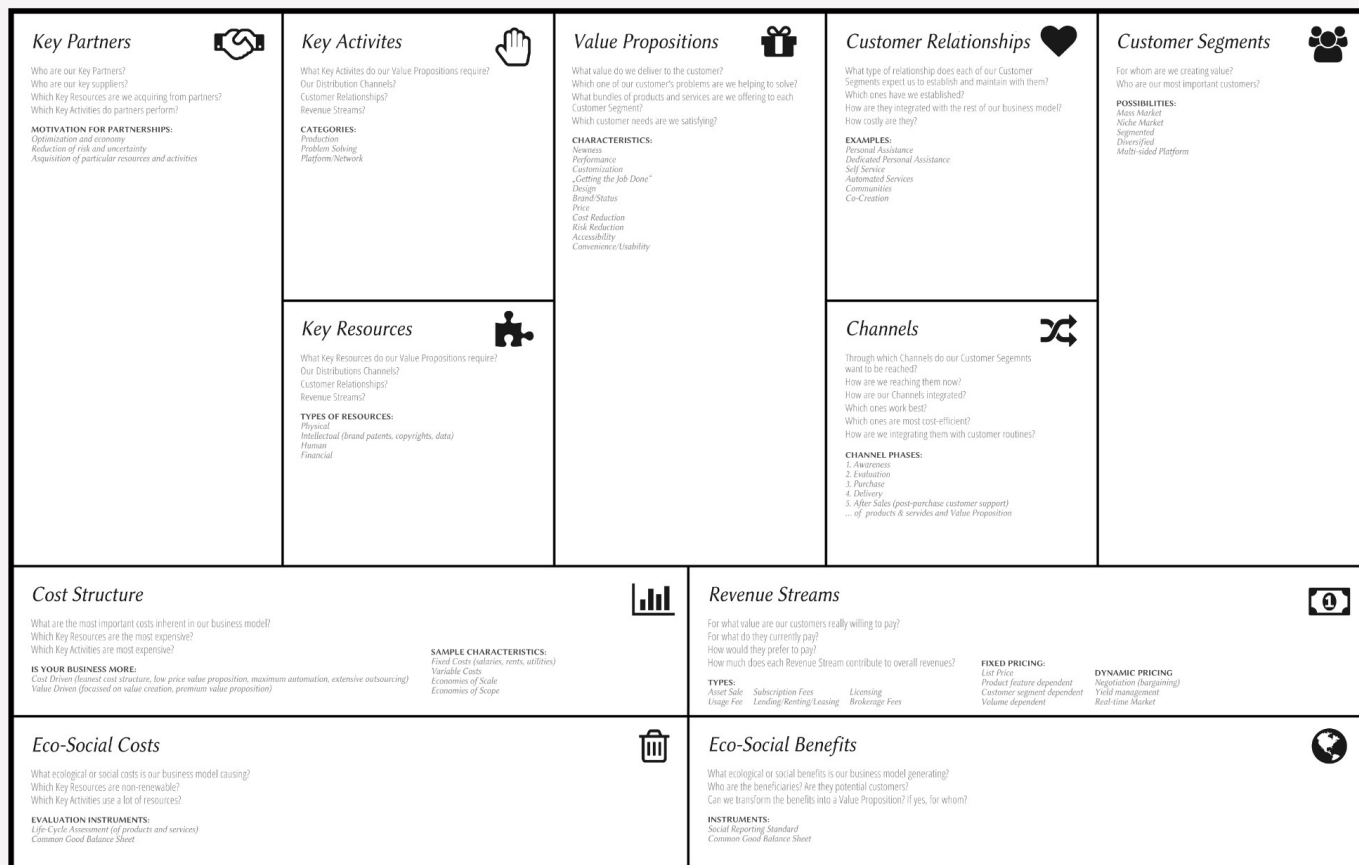 Key Partners
Who are our Key Partners?
Who are our key suppliers?
Which Key Resources are we acquiring from partners?
Which Key Activities do partners perform?
MOTIVATION FOR PARTNERSHIPS:
Optimization and economy
Reduction of risk and uncertainty
Asquisition of particular resources and activities
Key Activites
What Key Activites do our Value Propositions require?
Our Distribution Channels?
Customer Relationships?
Revenue Streams?
CATEGORIES:
Production
Problem Solving
Platform/Network
Key Resources
What Key Resources do our Value Propositions require?
Our Distributions Channels?
Customer Relationships?
Revenue Streams?
TYPES OF RESOURCES:
Physical
Intellectual (brand patents, copyrights, data)
Human
Financial
Value Propositions
What value do we deliver to the customer?
Which one of our customer's problems are we helping to solve?
What bundles of products and services are we offering to each
Customer Segment?
Which customer needs are we satisfying?
CHARACTERISTICS:
Newness
Performance
Customization
„Getting the Job Done“
Design
Brand/Status
Price
Cost Reduction
Risk Reduction
Accessibility
Convenience/Usability
Customer Relationships
What type of relationship does each of our Customer
Segments expect us to establish and maintain with them?
Which ones have we established?
How are they integrated with the rest of our business model?
How costly are they?
EXAMPLES:
Personal Assistance
Dedicated Personal Assistance
Self Service
Automated Services
Communities
Co-Creation
Channels
Through which Channels do our Customer Segemnts
want to be reached?
How are we reaching them now?
How are our Channels integrated?
Which ones work best?
Which ones are most cost-efficient?
How are we integrating them with customer routines?
CHANNEL PHASES:
1. Awareness
2. Evaluation
3. Purchase
4. Delivery
5. After Sales (post-purchase customer support)
... of products & servides and Value Proposition
Customer Segments
For whom are we creating value?
Who are our most important customers?
POSSIBILITIES:
Mass Market
Niche Market
Segmented
Diversified
Multi-sided Platform
Cost Structure
What are the most important costs inherent in our business model?
Which Key Resources are the most expensive?
Which Key Activities are most expensive?
IS YOUR BUSINESS MORE:
Cost Driven (leanest cost structure, low price value proposition, maximum automation, extensive outsourcing)
Value Driven (focussed on value creation, premium value proposition)
SAMPLE CHARACTERISTICS:
Fixed Costs (salaries, rents, utilities)
Variable Costs
Economies of Scale
Economies of Scope
Revenue Streams
1
For what value are our customers really willing to pay?
For what do they currently pay?
How would they prefer to pay?
How much does each Revenue Stream contribute to overall revenues?
TYPES:
Asset Sale Subscription Fees Licensing
Usage Fee Lending/Renting/Leasing Brokerage Fees
FIXED PRICING:
List Price
Product feature dependent
Customer segment dependent
Volume dependent
DYNAMIC PRICING
Negotiation (bargaining)
Yield management
Real-time Market
Eco-Social Costs
What ecological or social costs is our business model causing?
Which Key Resources are non-renewable?
Which Key Activities use a lot of resources?
EVALUATION INSTRUMENTS:
Life-Cycle Assessment (of products and services)
Common Good Balance Sheet
Eco-Social Benefits
What ecological or social benefits is our business model generating?
Who are the beneficiaries? Are they potential customers?
Can we transform the benefits into a Value Proposition? If yes, for whom?
INSTRUMENTS:
Social Reporting Standard
Common Good Balance Sheet